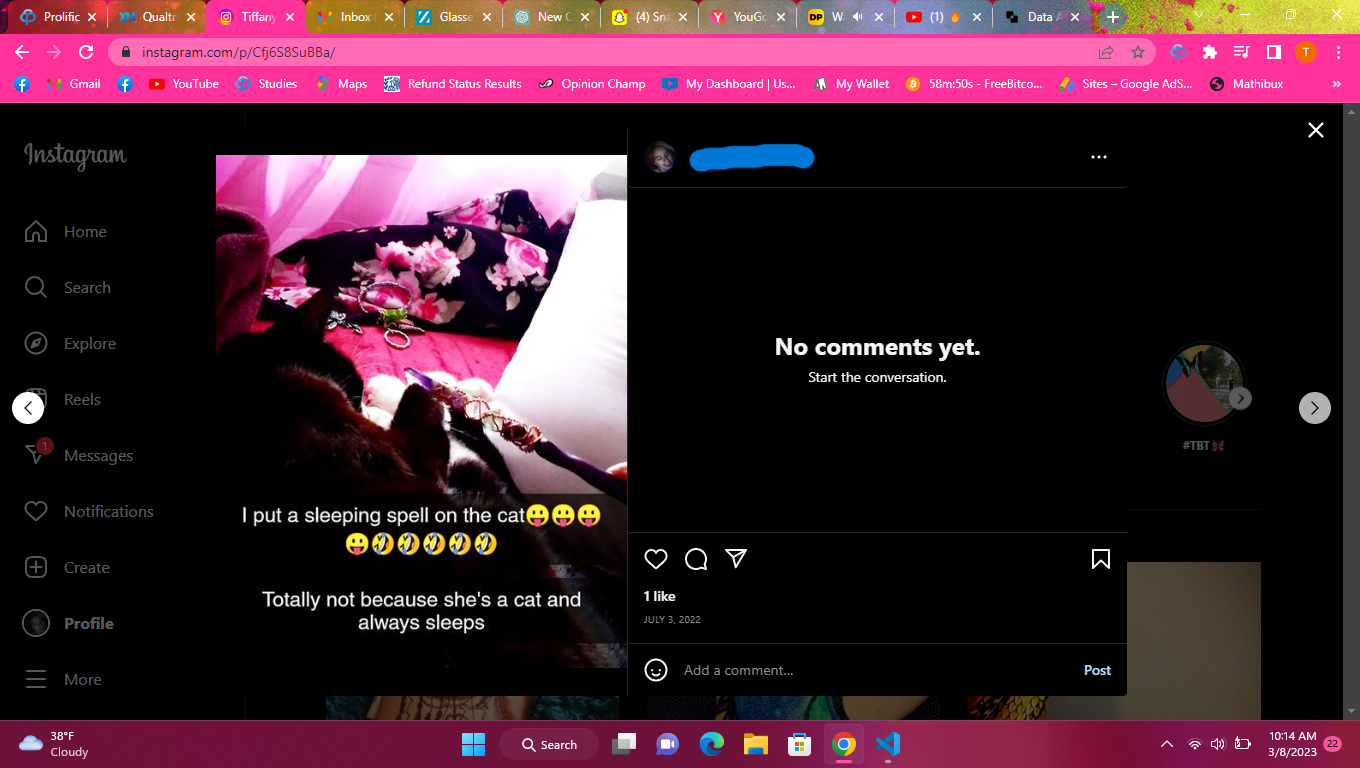 Prolific
Qualtr
Tiffany
Inbox
Glasse
New C
(4) Sna
YouGo
(1)
Data A
instagram.com/p/Cfj6S8SuBBa/
T
Gmail
YouTube
Studies
Maps
Refund Status Results
Opinion Champ
My Dashboard | Us...
My Wallet
58m:50s - FreeBitco...
Sites – Google AdS...
Mathibux
»
Instagram
Home
Search
Explore
Reels
1
Messages
Notifications
Create
Profile
More
I put a sleeping spell on the cat😛😛😛
😛🤣🤣🤣🤣🤣
Totally not because she's a cat and
always sleeps
No comments yet.
Start the conversation.
1 like
JULY 3, 2022
Add a comment...
Post
#TBT🦋
38°F
Cloudy
Search
10:14 AM
3/8/2023
22